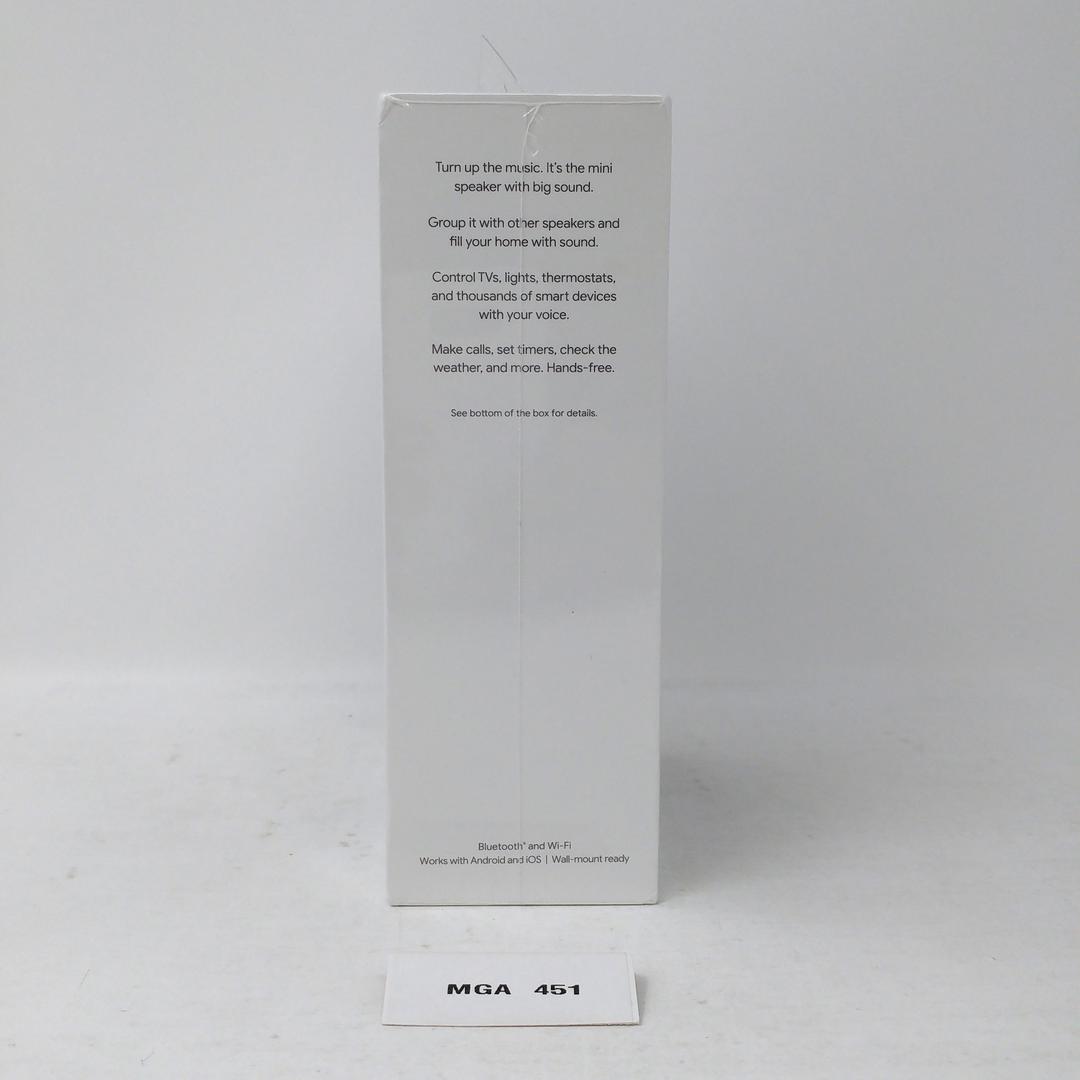 Turn up the music. It's the mini
speaker with big sound.
Group it with other speakers and
fill your home with sound.
Control TVs, lights, thermostats,
and thousands of smart devices
with your voice.
Make calls, set timers, check the
weather, and more. Hands-free.
See bottom of the box for details.
Bluetooth® and Wi-Fi
Works with Android and iOS | Wall-mount ready
MGA 451